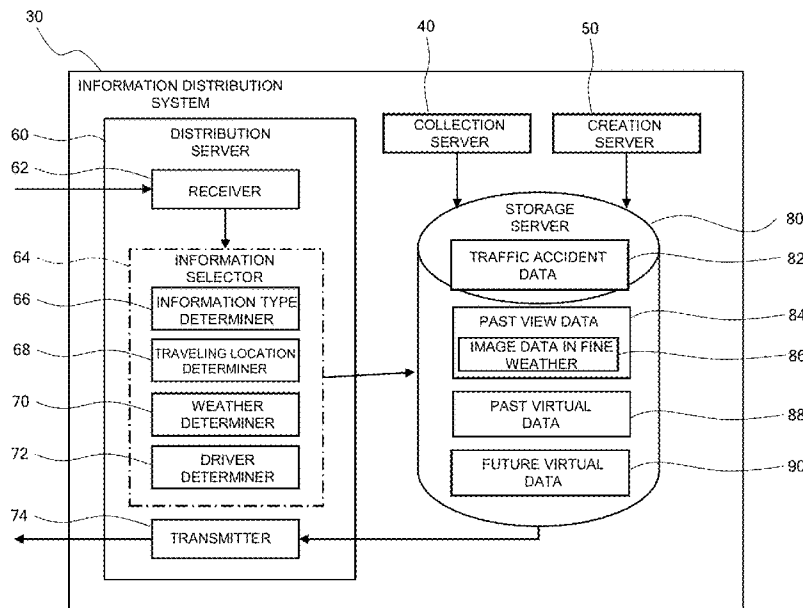 30
40
50
INFORMATION DISTRIBUTION
SYSTEM
60
DISTRIBUTION
SERVER
COLLECTION
SERVER
CREATION
SERVER
62
RECEIVER
STORAGE
SERVER
80
64
INFORMATION
SELECTOR
TRAFFIC ACCIDENT
DATA
82
66
INFORMATION TYPE
DETERMINER
PAST VIEW DATA
84
68
TRAVELING LOCATION
DETERMINER
IMAGE DATA IN FINE
WEATHER
86
70
WEATHER
DETERMINER
PAST VIRTUAL
DATA
88
72
DRIVER
DETERMINER
FUTURE VIRTUAL
DATA
90
74
TRANSMITTER